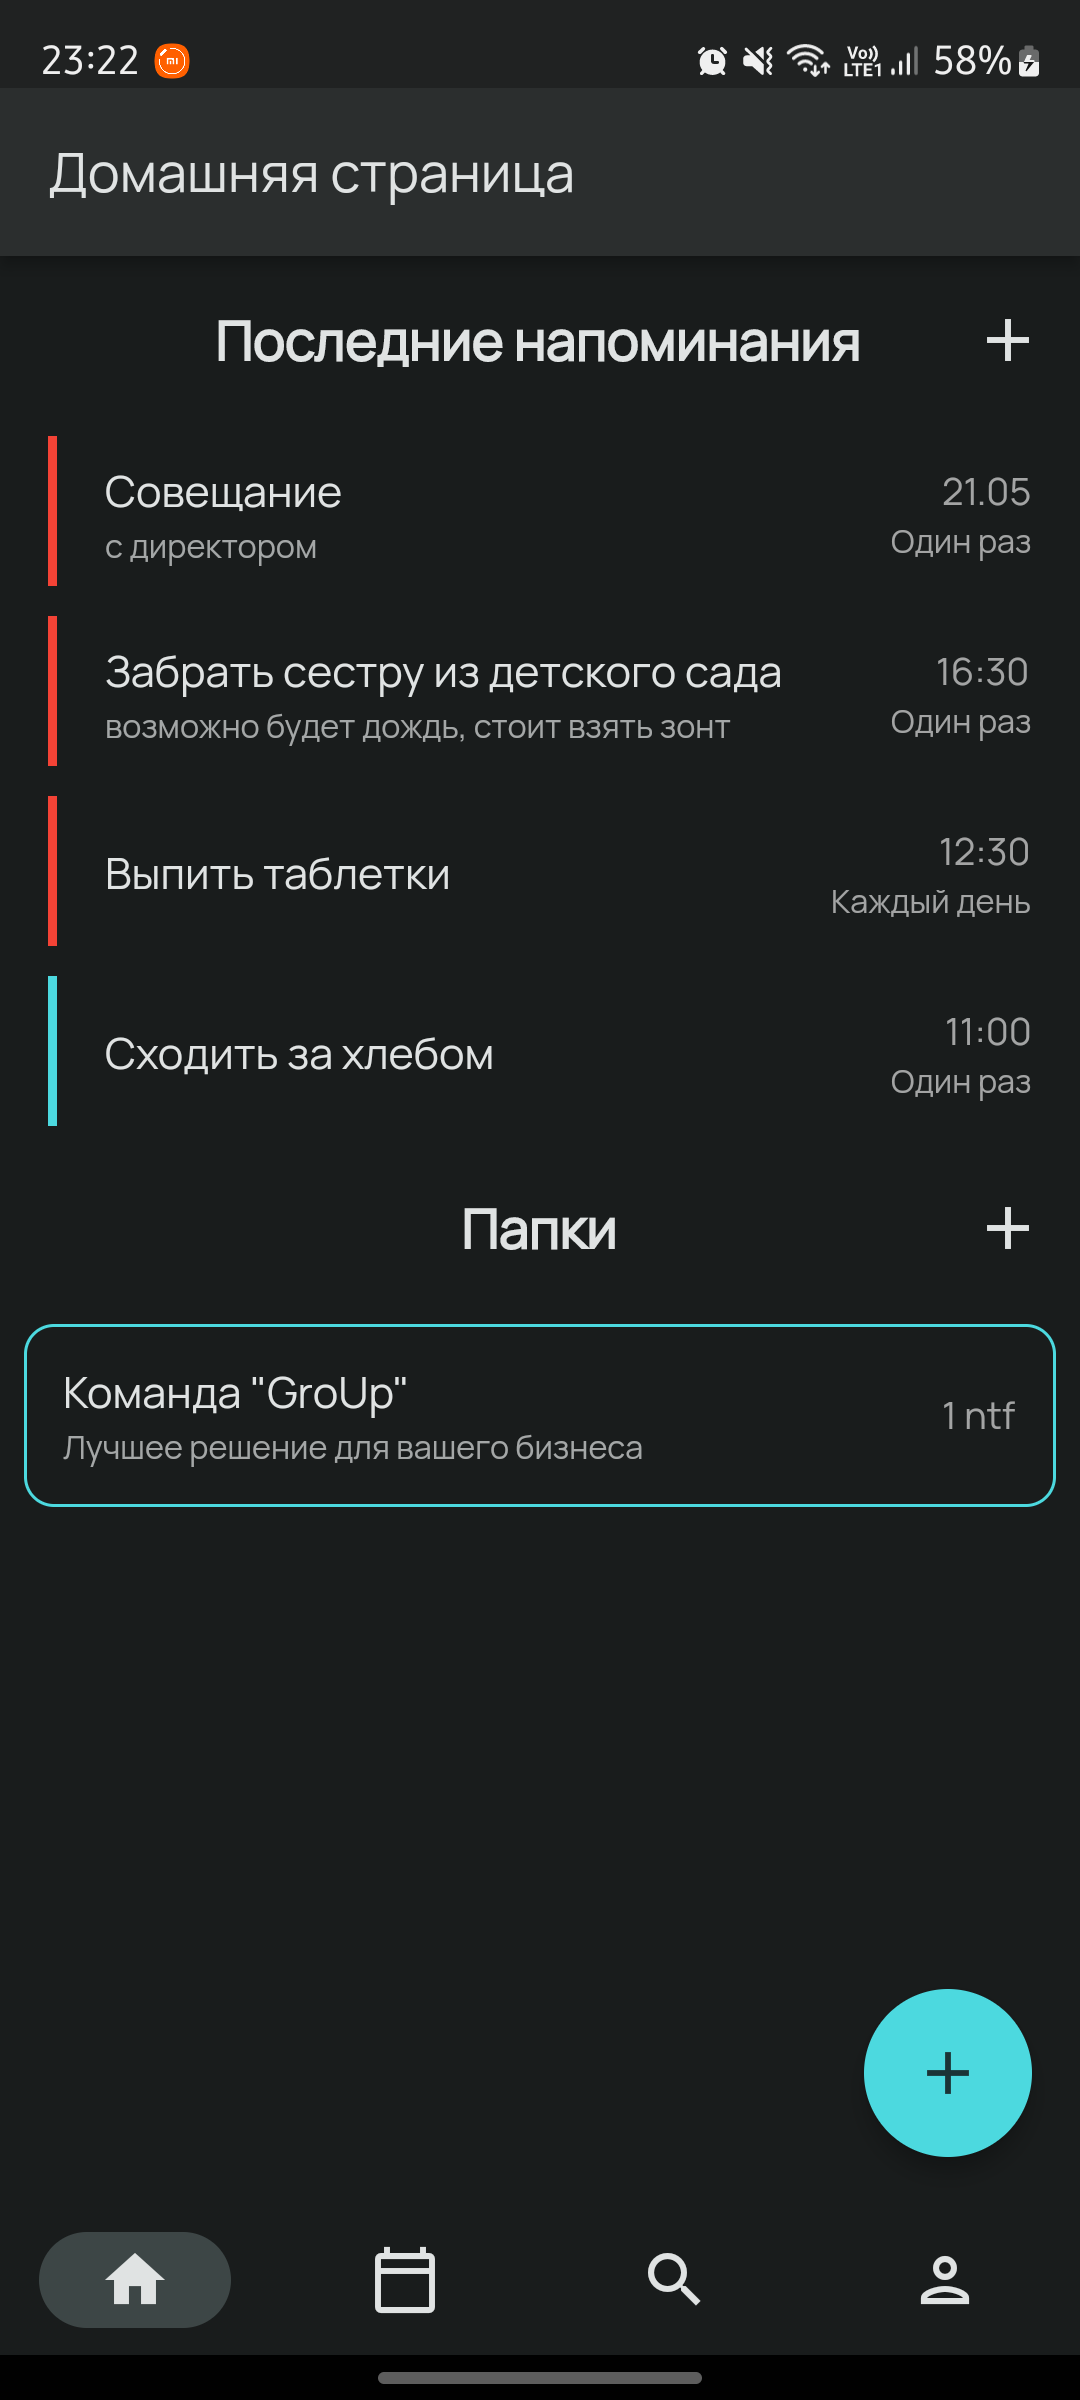 23:22
Vo)) LTE1 58%
Домашняя страница
Последние напоминания
Совещание
21.05
с директором
Один раз
Забрать сестру из детского сада
16:30
возможно будет дождь, стоит взять зонт
Один раз
Выпить таблетки
12:30
Каждый день
Сходить за хлебом
11:00
Один раз
Папки
Команда "GroUp"
1 ntf
Лучшее решение для вашего бизнеса